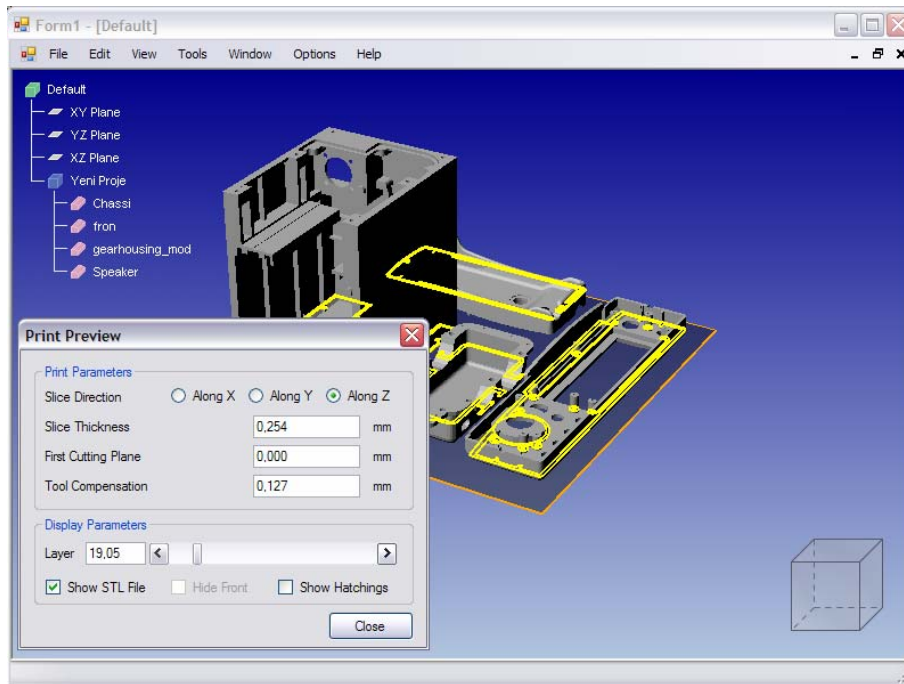 Form1 - [Default]
File Edit View Tools Window Options Help
Default
XY Plane
YZ Plane
XZ Plane
Yeni Proje
Chassi
fron
gearhousing_mod
Speaker
Print Preview
Print Parameters
Slice Direction Along X Along Y Along Z
Slice Thickness 0,254 mm
First Cutting Plane 0,000 mm
Tool Compensation 0,127 mm
Display Parameters
Layer 19,05
Show STL File Hide Front Show Hatchings
Close